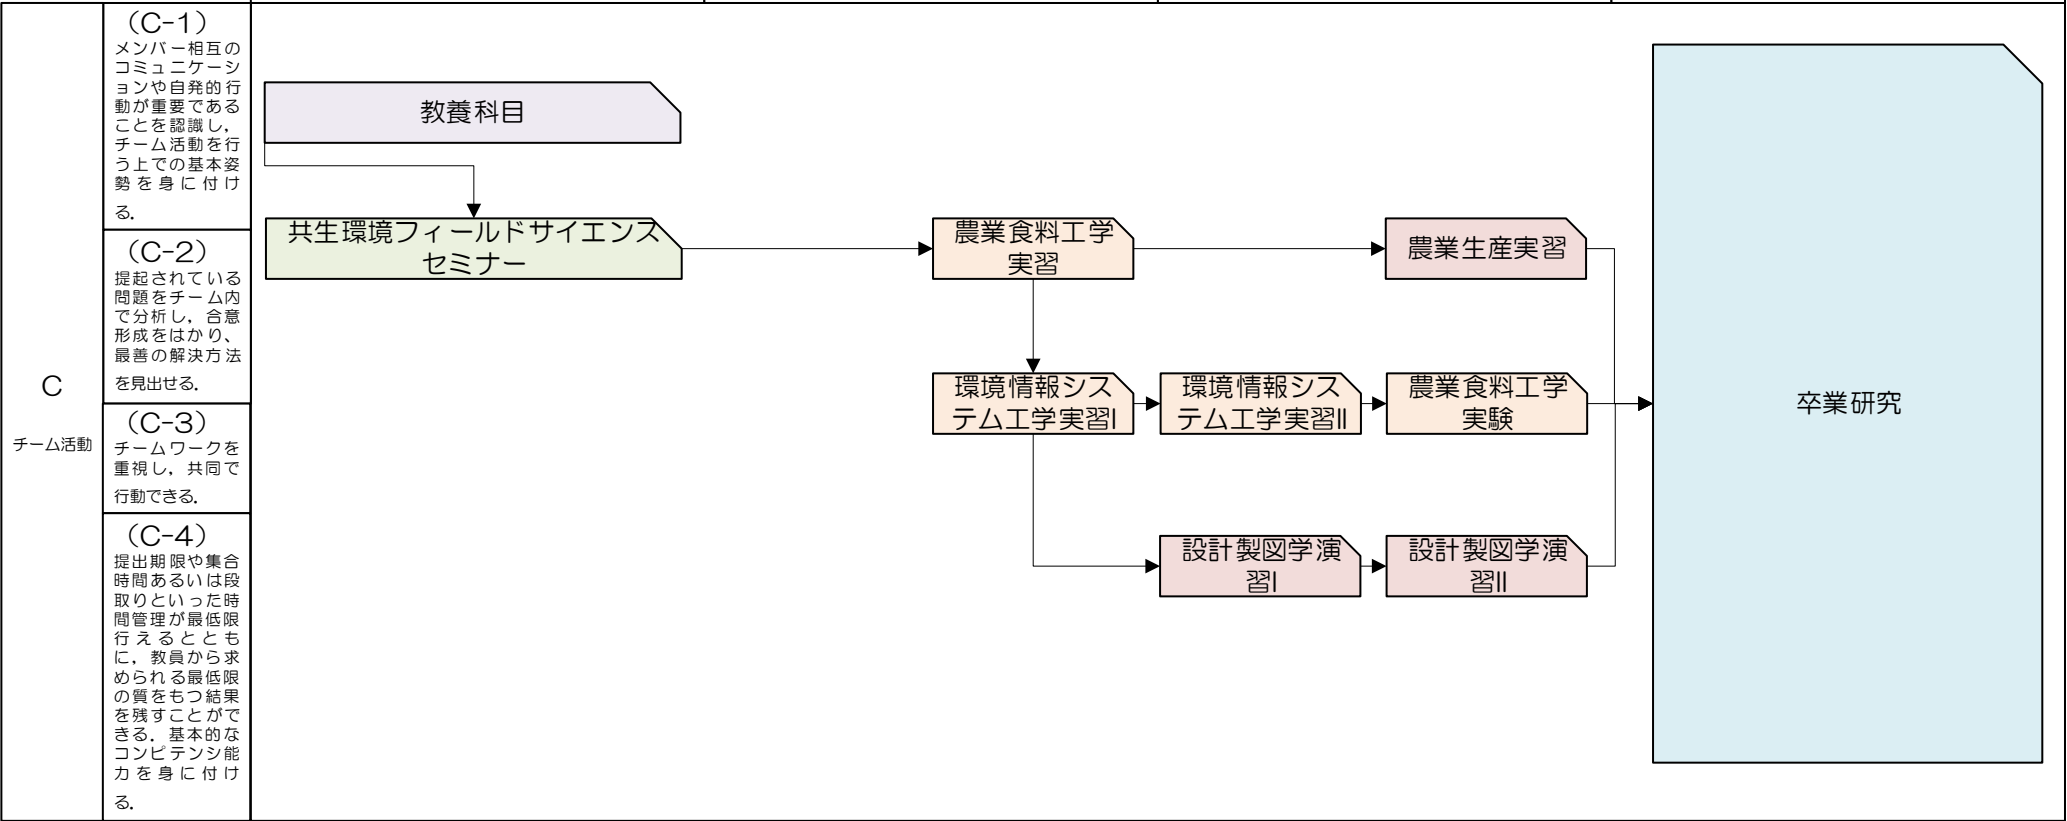 C
チーム活動
（C-1）
メンバー相互の
コミュニケーシ
ョンや自発的行
動が重要である
ことを認識し，
チーム活動を行
う上での基本姿
勢を身に付け
る．
（C-2）
提起されている
問題をチーム内
で分析し，合意
形成をはかり、
最善の解決方法
を見出せる．
（C-3）
チームワークを
重視し，共同で
行動できる．
（C-4）
提出期限や集合
時間あるいは段
取りといった時
間管理が最低限
行えるととも
に，教員から求
められる最低限
の質をもつ結果
を残すことがで
きる．基本的な
コンピテンシ能
力を身に付け
る．
教養科目
共生環境フィールドサイエンス
セミナー
農業食料工学
実習
農業生産実習
環境情報シス
テム工学実習I
環境情報シス
テム工学実習II
農業食料工学
実験
設計製図学演
習I
設計製図学演
習II
卒業研究